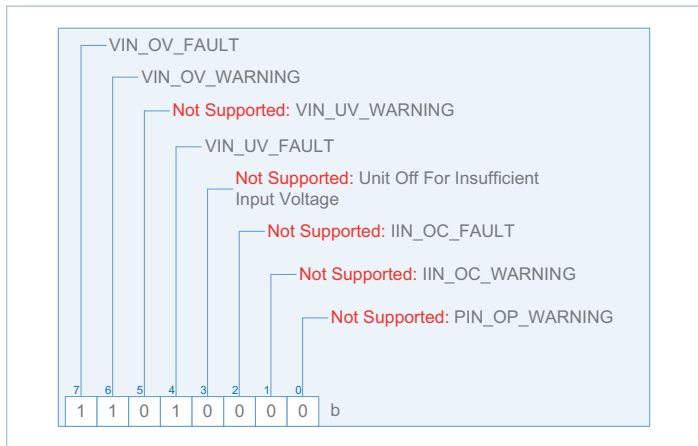 VIN_OV_FAULT
VIN_OV_WARNING
Not Supported: VIN_UV_WARNING
VIN_UV_FAULT
Not Supported: Unit Off For Insufficient
Input Voltage
Not Supported: IIN_OC_FAULT
Not Supported: IIN_OC_WARNING
Not Supported: PIN_OP_WARNING
7 6 5 4 3 2 1 0
1 1 0 1 0 0 0 0 b